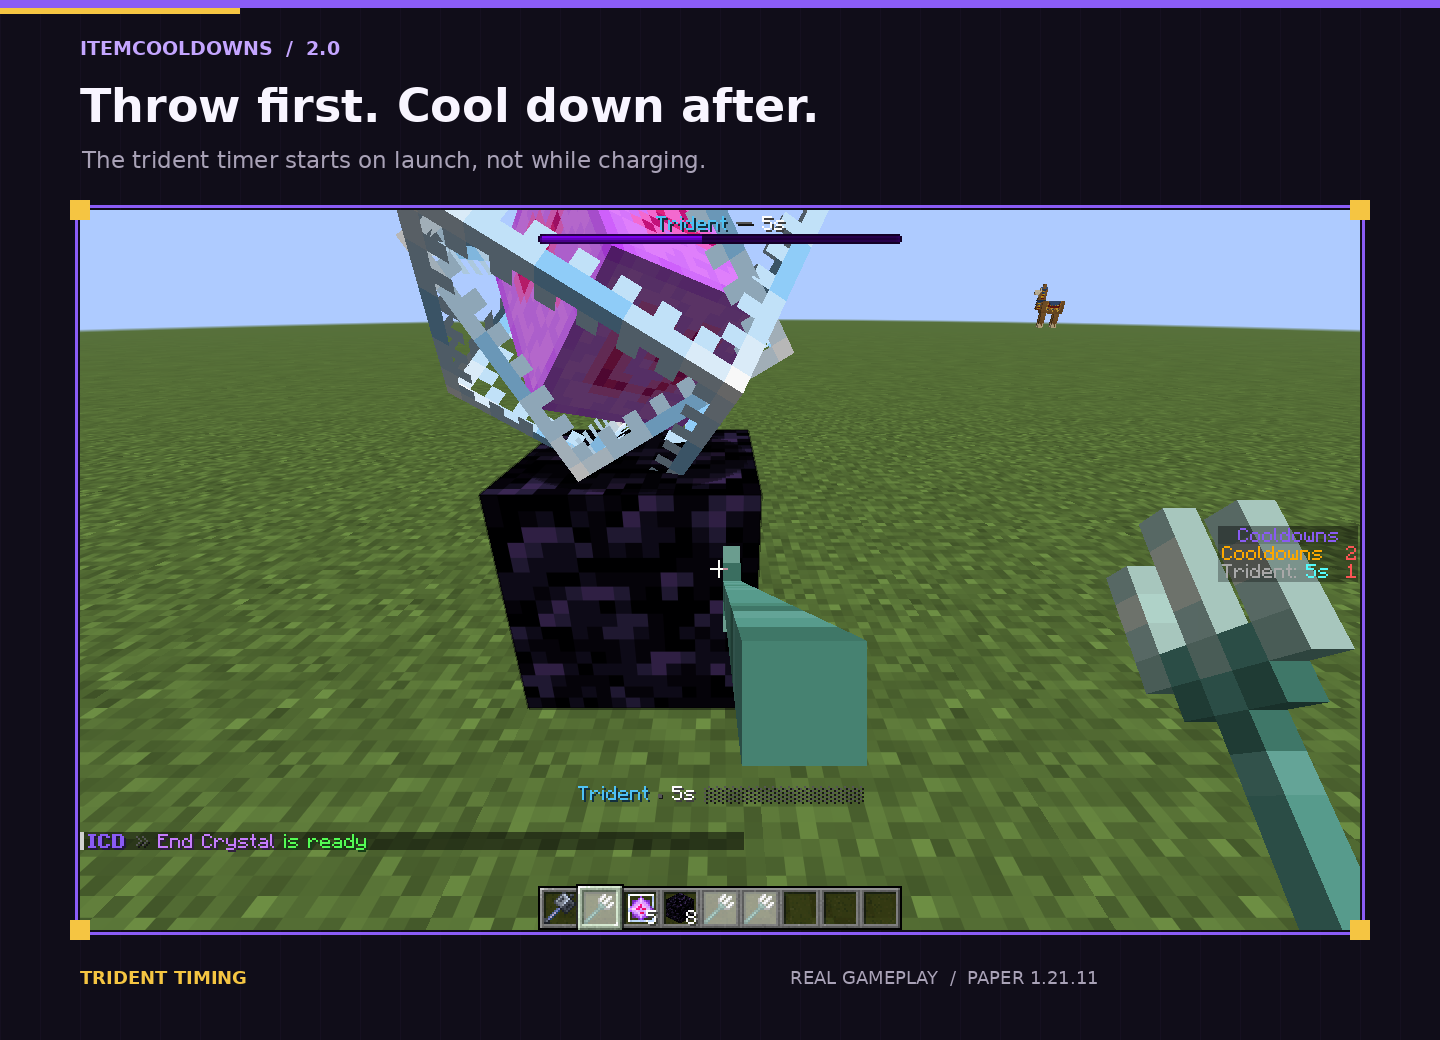 ITEMCOOLDOWNS / 2.0
Throw first. Cool down after.
The trident timer starts on launch, not while charging.
Trident — 5s
Cooldowns
Cooldowns 2
Trident: 5s 1
Trident · 5s
ICD » End Crystal is ready
5 8
TRIDENT TIMING
REAL GAMEPLAY / PAPER 1.21.11